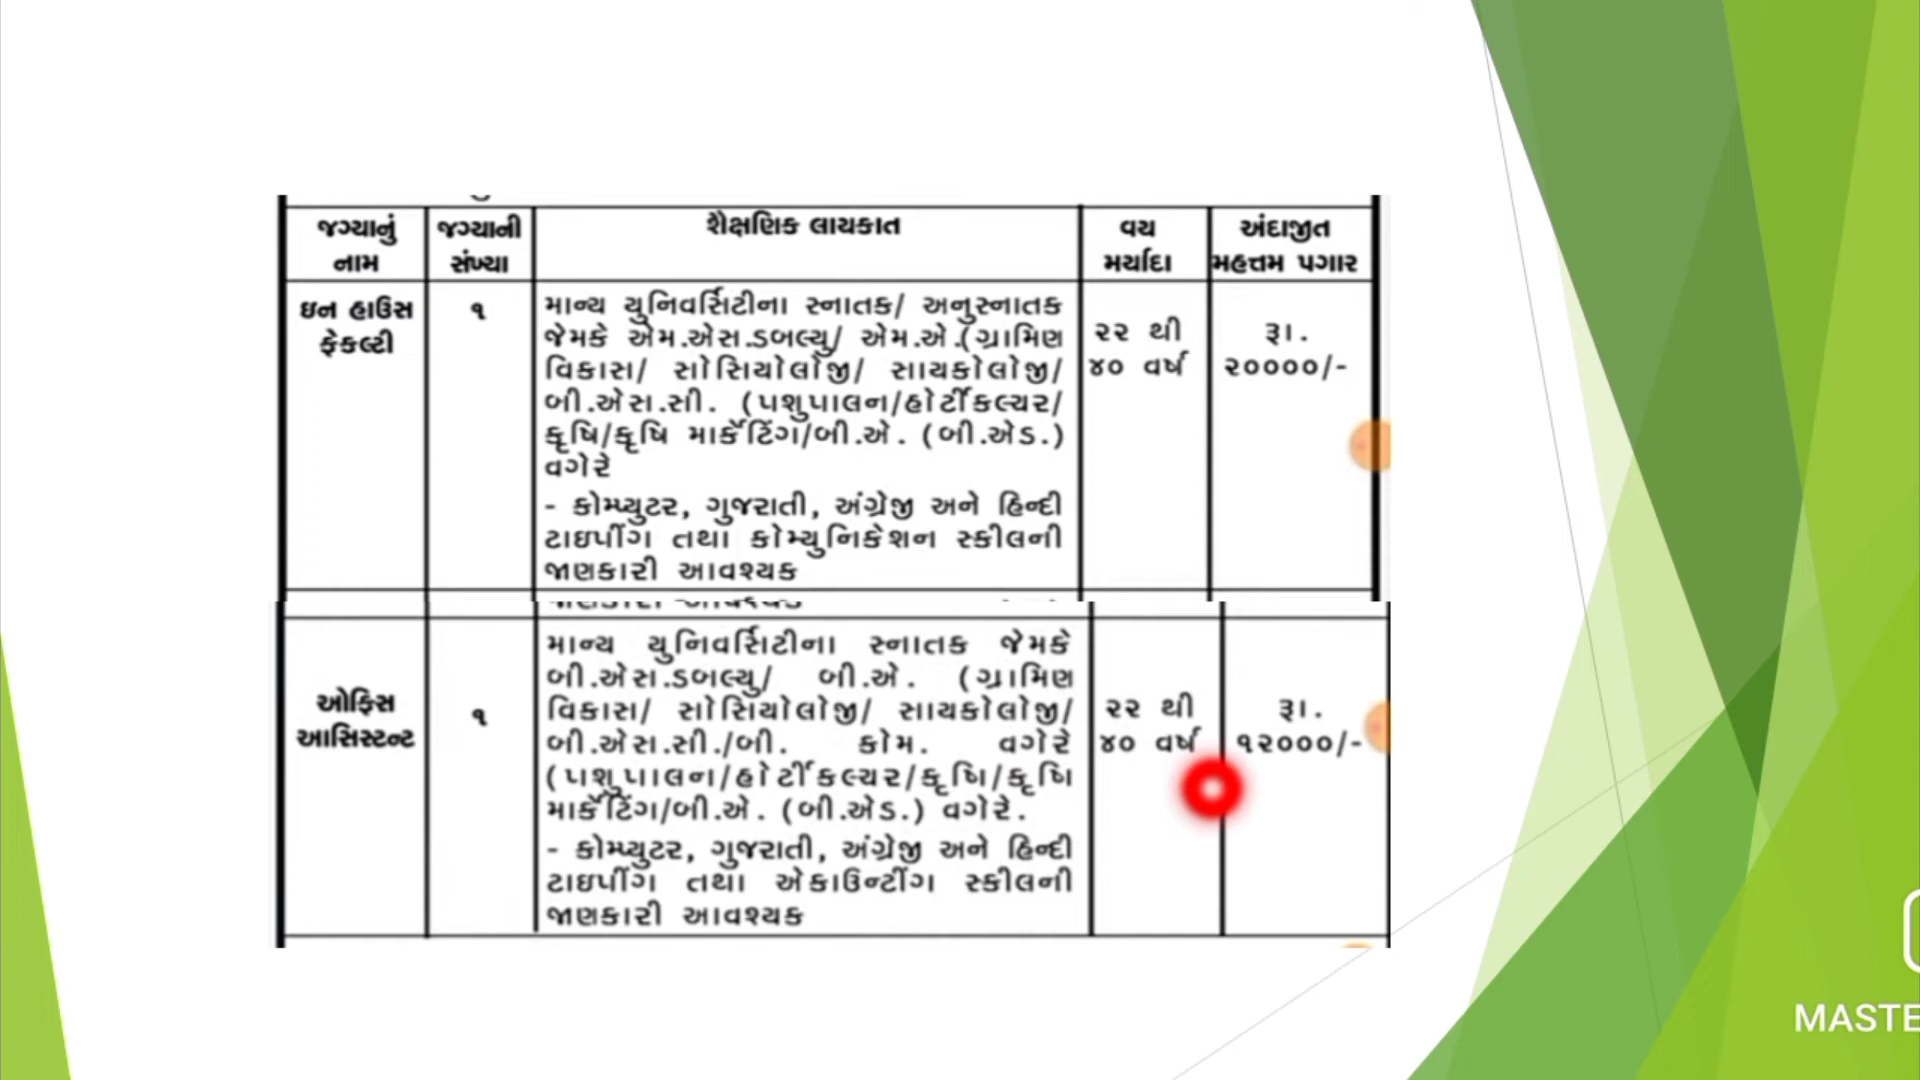 જગ્યાનું નામ
જગ્યાની સંખ્યા
શૈક્ષણિક લાયકાત
વય મર્યાદા
અંદાજીત મહત્તમ પગાર
ઇન હાઉસ ફેકલ્ટી
૧
માન્ય યુનિવર્સિટીના સ્નાતક/ અનુસ્નાતક
જેમકે એમ.એસ.ડબલ્યુ/ એમ.એ.(ગ્રામિણ
વિકાસ/ સોસિયોલોજી/ સાયકોલોજી/
બી.એસ.સી. (પશુપાલન/હોર્ટીકલ્ચર/
કૃષિ/કૃષિ માર્કેટિંગ/બી.એ. (બી.એડ.)
વગેરે
- કોમ્પ્યુટર, ગુજરાતી, અંગ્રેજી અને હિન્દી
ટાઇપીંગ તથા કોમ્યુનિકેશન સ્કીલની
જાણકારી આવશ્યક
૨૨ થી
૪૦ વર્ષ
રૂા.
૨૦૦૦૦/-
ઓફિસ
આસિસ્ટન્ટ
૧
માન્ય યુનિવર્સિટીના સ્નાતક જેમકે
બી.એસ.ડબલ્યુ/ બી.એ. (ગ્રામિણ
વિકાસ/ સોસિયોલોજી/ સાયકોલોજી/
બી.એસ.સી./બી. કોમ. વગેરે
(પશુપાલન/હોર્ટીકલ્ચર/કૃષિ/કૃષિ
માર્કેટિંગ/બી.એ. (બી.એડ.) વગેરે.
- કોમ્પ્યુટર, ગુજરાતી, અંગ્રેજી અને હિન્દી
ટાઇપીંગ તથા એકાઉન્ટીંગ સ્કીલની
જાણકારી આવશ્યક
૨૨ થી
૪૦ વર્ષ
રૂા.
૧૨૦૦૦/-
MASTE